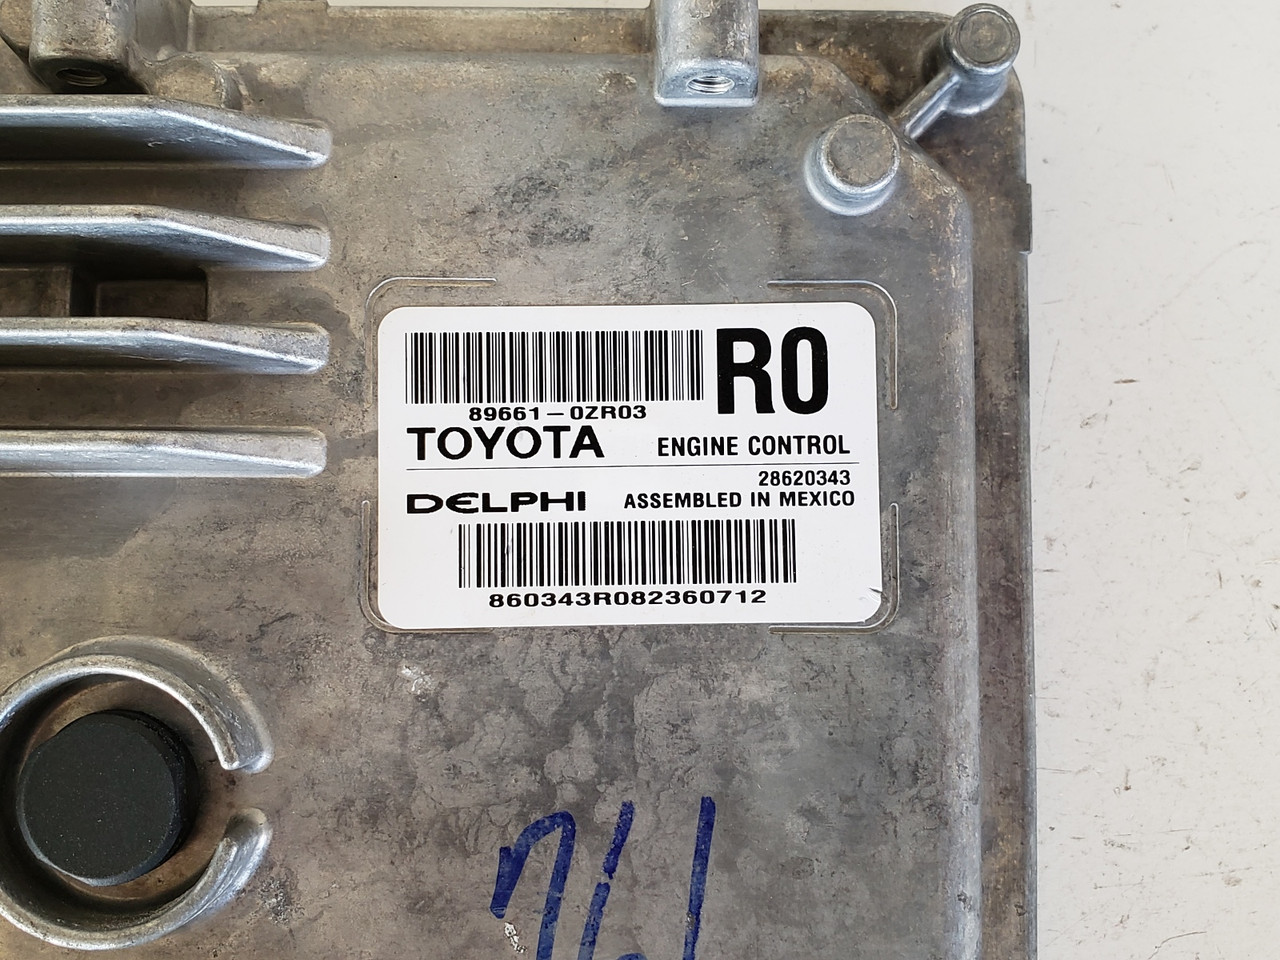 R0
89661-0ZR03
TOYOTA ENGINE CONTROL
28620343
DELPHI ASSEMBLED IN MEXICO
860343R082360712